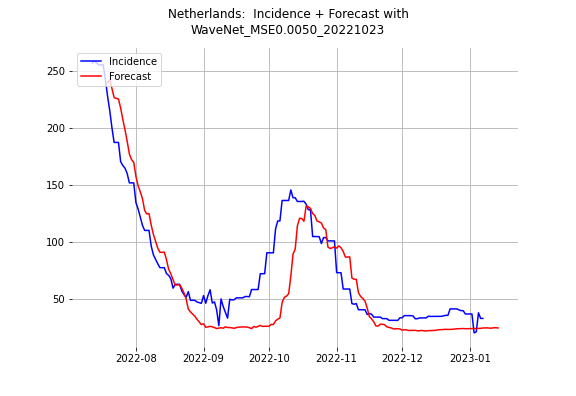 Netherlands:  Incidence + Forecast with
WaveNet_MSE0.0050_20221023
Incidence
Forecast
250
200
150
100
50
2022-08
2022-09
2022-10
2022-11
2022-12
2023-01